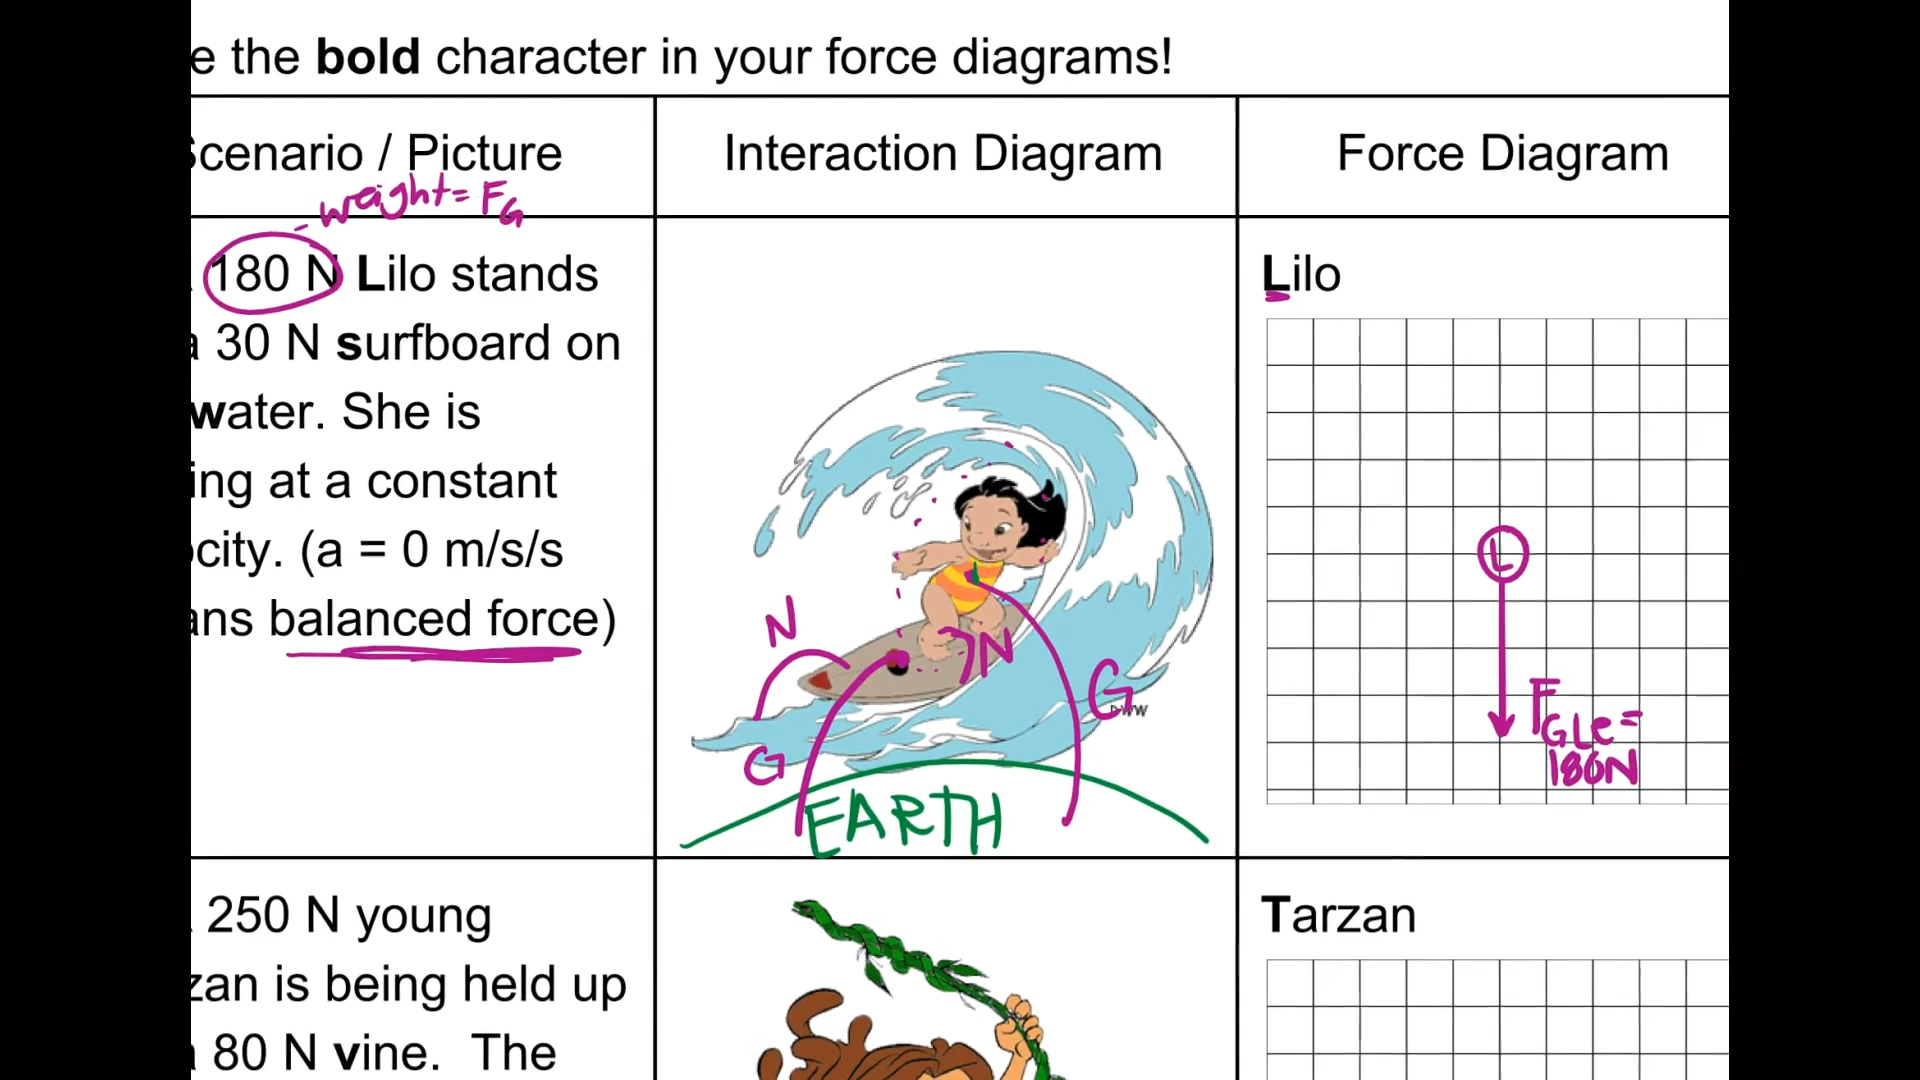 e the bold character in your force diagrams!
Scenario / Picture
Interaction Diagram
Force Diagram
- weight = FG
180 N Lilo stands
a 30 N surfboard on
water. She is
ing at a constant
ocity. (a = 0 m/s/s
ans balanced force)
N
N
G
G
DWW
EARTH
Lilo
L
FGLe =
180N
250 N young
zan is being held up
80 N vine. The
Tarzan